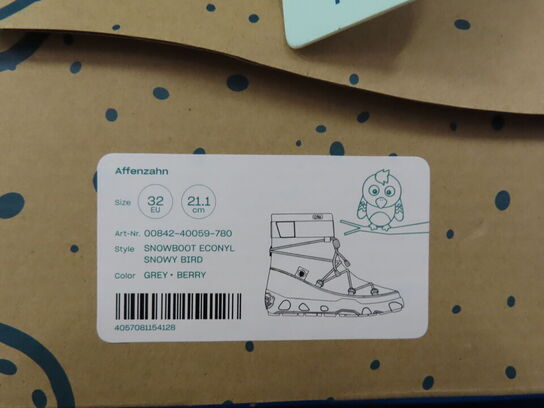 Affenzahn
Size 32 EU 21.1 cm
Art-Nr. 00842-40059-780
Style SNOWBOOT ECONYL
SNOWY BIRD
Color GREY • BERRY
4057081154128